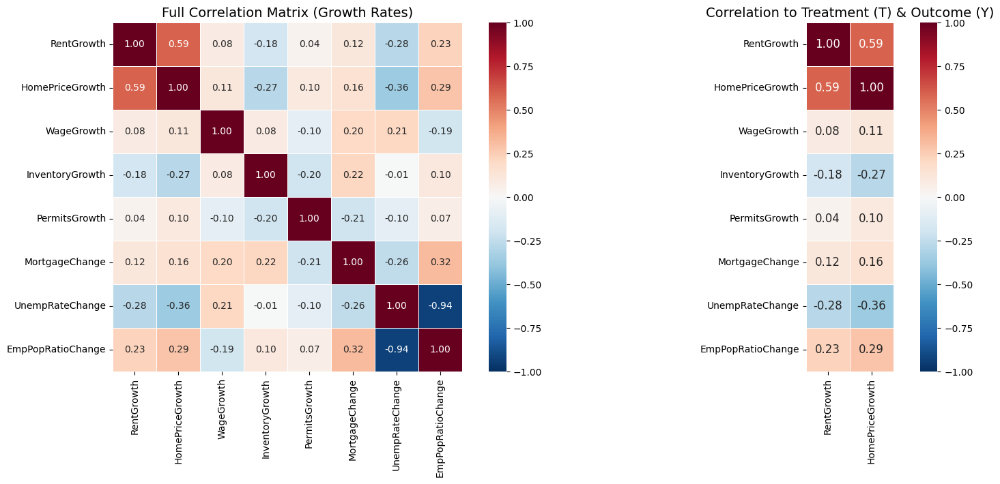 Full Correlation Matrix (Growth Rates)
RentGrowth 1.00 0.59 0.08 -0.18 0.04 0.12 -0.28 0.23
HomePriceGrowth 0.59 1.00 0.11 -0.27 0.10 0.16 -0.36 0.29
WageGrowth 0.08 0.11 1.00 0.08 -0.10 0.20 0.21 -0.19
InventoryGrowth -0.18 -0.27 0.08 1.00 -0.20 0.22 -0.01 0.10
PermitsGrowth 0.04 0.10 -0.10 -0.20 1.00 -0.21 -0.10 0.07
MortgageChange 0.12 0.16 0.20 0.22 -0.21 1.00 -0.26 0.32
UnempRateChange -0.28 -0.36 0.21 -0.01 -0.10 -0.26 1.00 -0.94
EmpPopRatioChange 0.23 0.29 -0.19 0.10 0.07 0.32 -0.94 1.00
RentGrowth
HomePriceGrowth
WageGrowth
InventoryGrowth
PermitsGrowth
MortgageChange
UnempRateChange
EmpPopRatioChange
1.00
0.75
0.50
0.25
0.00
−0.25
−0.50
−0.75
−1.00
Correlation to Treatment (T) & Outcome (Y)
RentGrowth 1.00 0.59
HomePriceGrowth 0.59 1.00
WageGrowth 0.08 0.11
InventoryGrowth -0.18 -0.27
PermitsGrowth 0.04 0.10
MortgageChange 0.12 0.16
UnempRateChange -0.28 -0.36
EmpPopRatioChange 0.23 0.29
RentGrowth
HomePriceGrowth
1.00
0.75
0.50
0.25
0.00
−0.25
−0.50
−0.75
−1.00